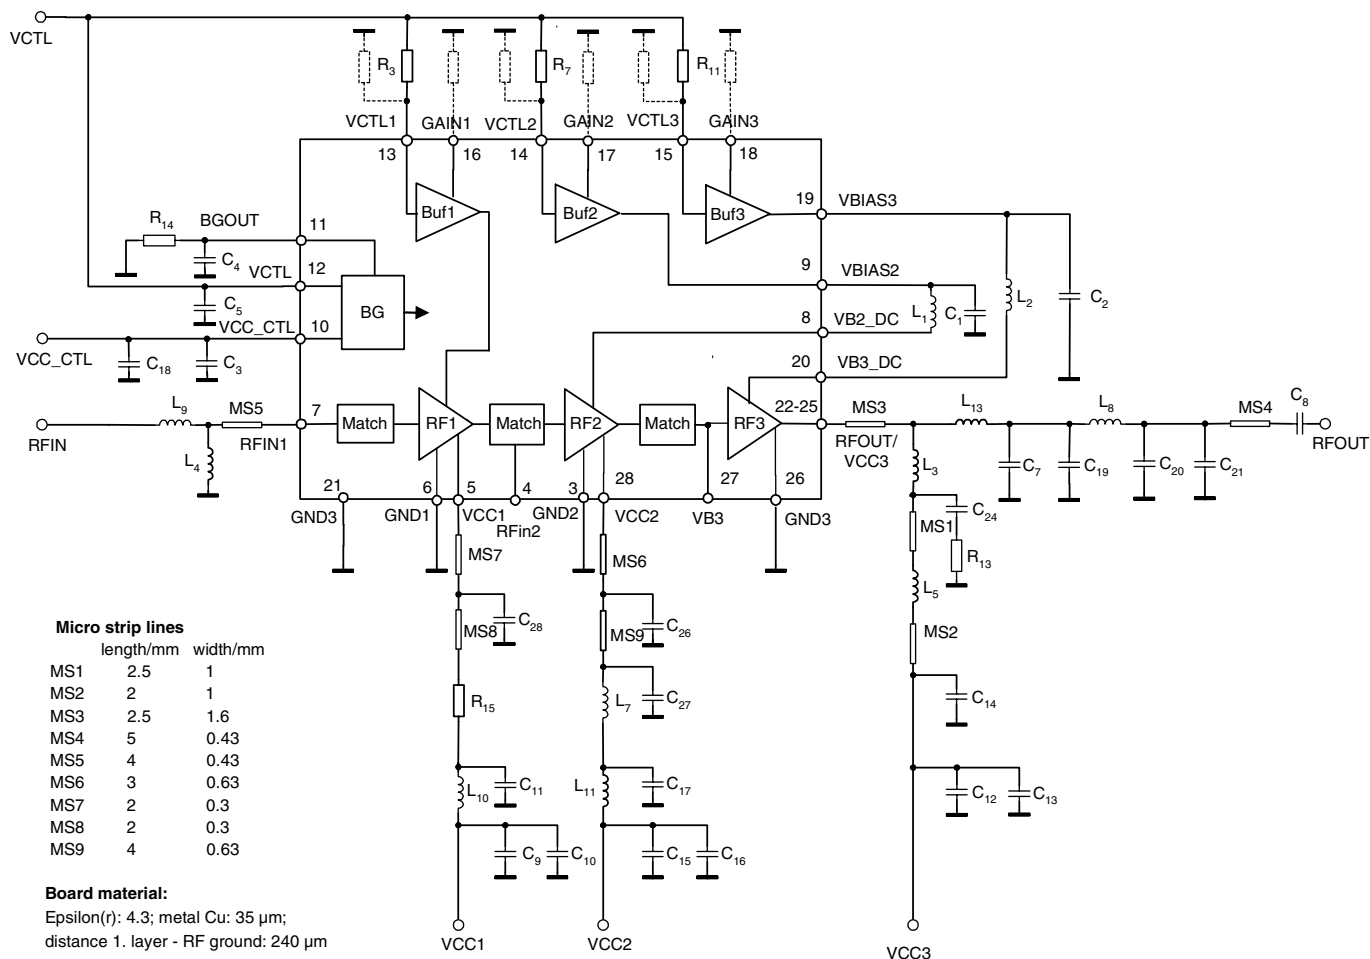 VCTL
R3
R7
R11
VCTL1 GAIN1 VCTL2 GAIN2 VCTL3 GAIN3
13 16 14 17 15 18
Buf1 Buf2 Buf3
19 VBIAS3
R14 BGOUT 11
C4
VCTL 12
C5
BG
VCC_CTL 10
VCC_CTL
C18 C3
9 VBIAS2
L1 C1
L2 C2
8 VB2_DC
20 VB3_DC
RFIN
L9
MS5
RFIN1
L4
7
Match RF1 Match RF2 Match RF3
22-25
MS3
RFOUT/
VCC3
L13
L8
MS4
C8
RFOUT
L3
C7 C19 C20 C21
21 6 5 4 3 28 27 26
GND3 GND1 VCC1 RFin2 GND2 VCC2 VB3 GND3
MS7
C28
MS8
R15
C11
L10
C9 C10
VCC1
MS6
C26
MS9
L7
C27
C17
L11
C15 C16
VCC2
C24
MS1
R13
L5
MS2
C14
C12 C13
VCC3
Micro strip lines
length/mm width/mm
MS1 2.5 1
MS2 2 1
MS3 2.5 1.6
MS4 5 0.43
MS5 4 0.43
MS6 3 0.63
MS7 2 0.3
MS8 2 0.3
MS9 4 0.63
Board material:
Epsilon(r): 4.3; metal Cu: 35 µm;
distance 1. layer - RF ground: 240 µm